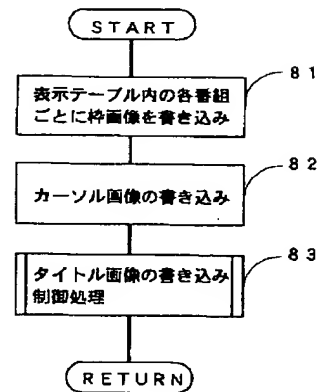 START
81
表示テーブル内の各番組
ごとに枠画像を書き込み
82
カーソル画像の書き込み
83
タイトル画像の書き込み
制御処理
RETURN